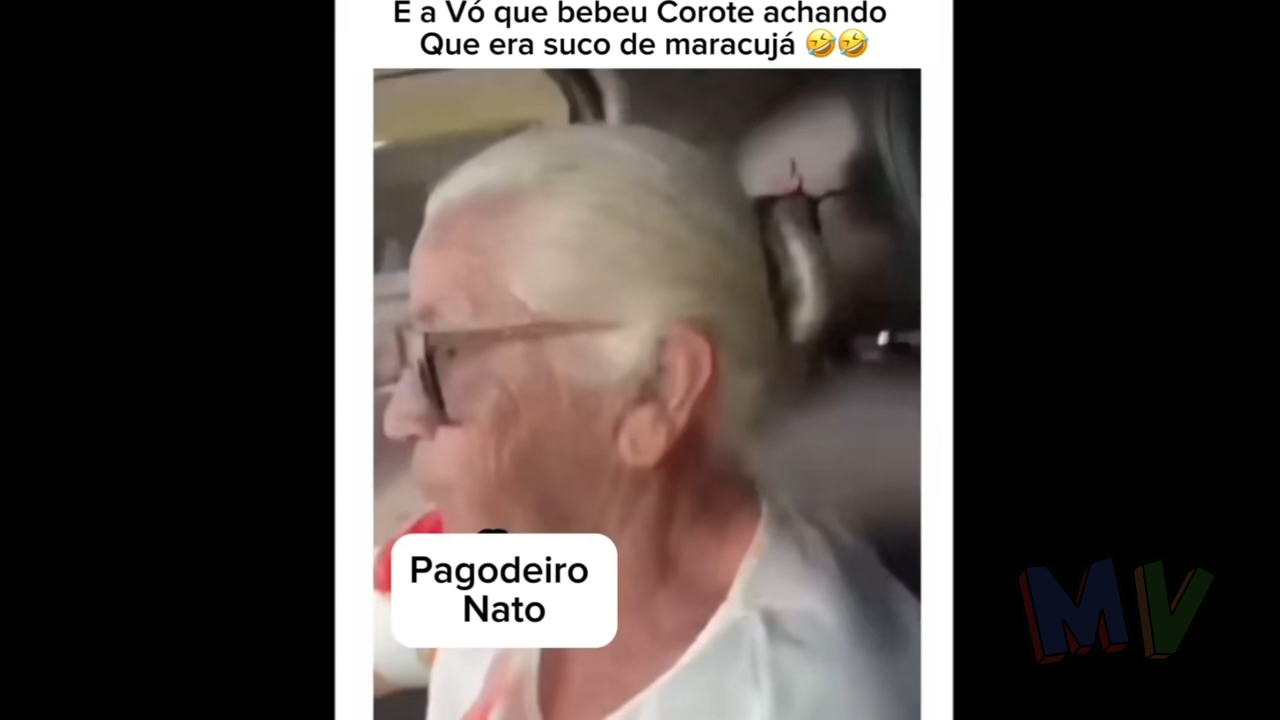 E a Vó que bebeu Corote achando
Que era suco de maracujá 🤣🤣
Pagodeiro
Nato
MV